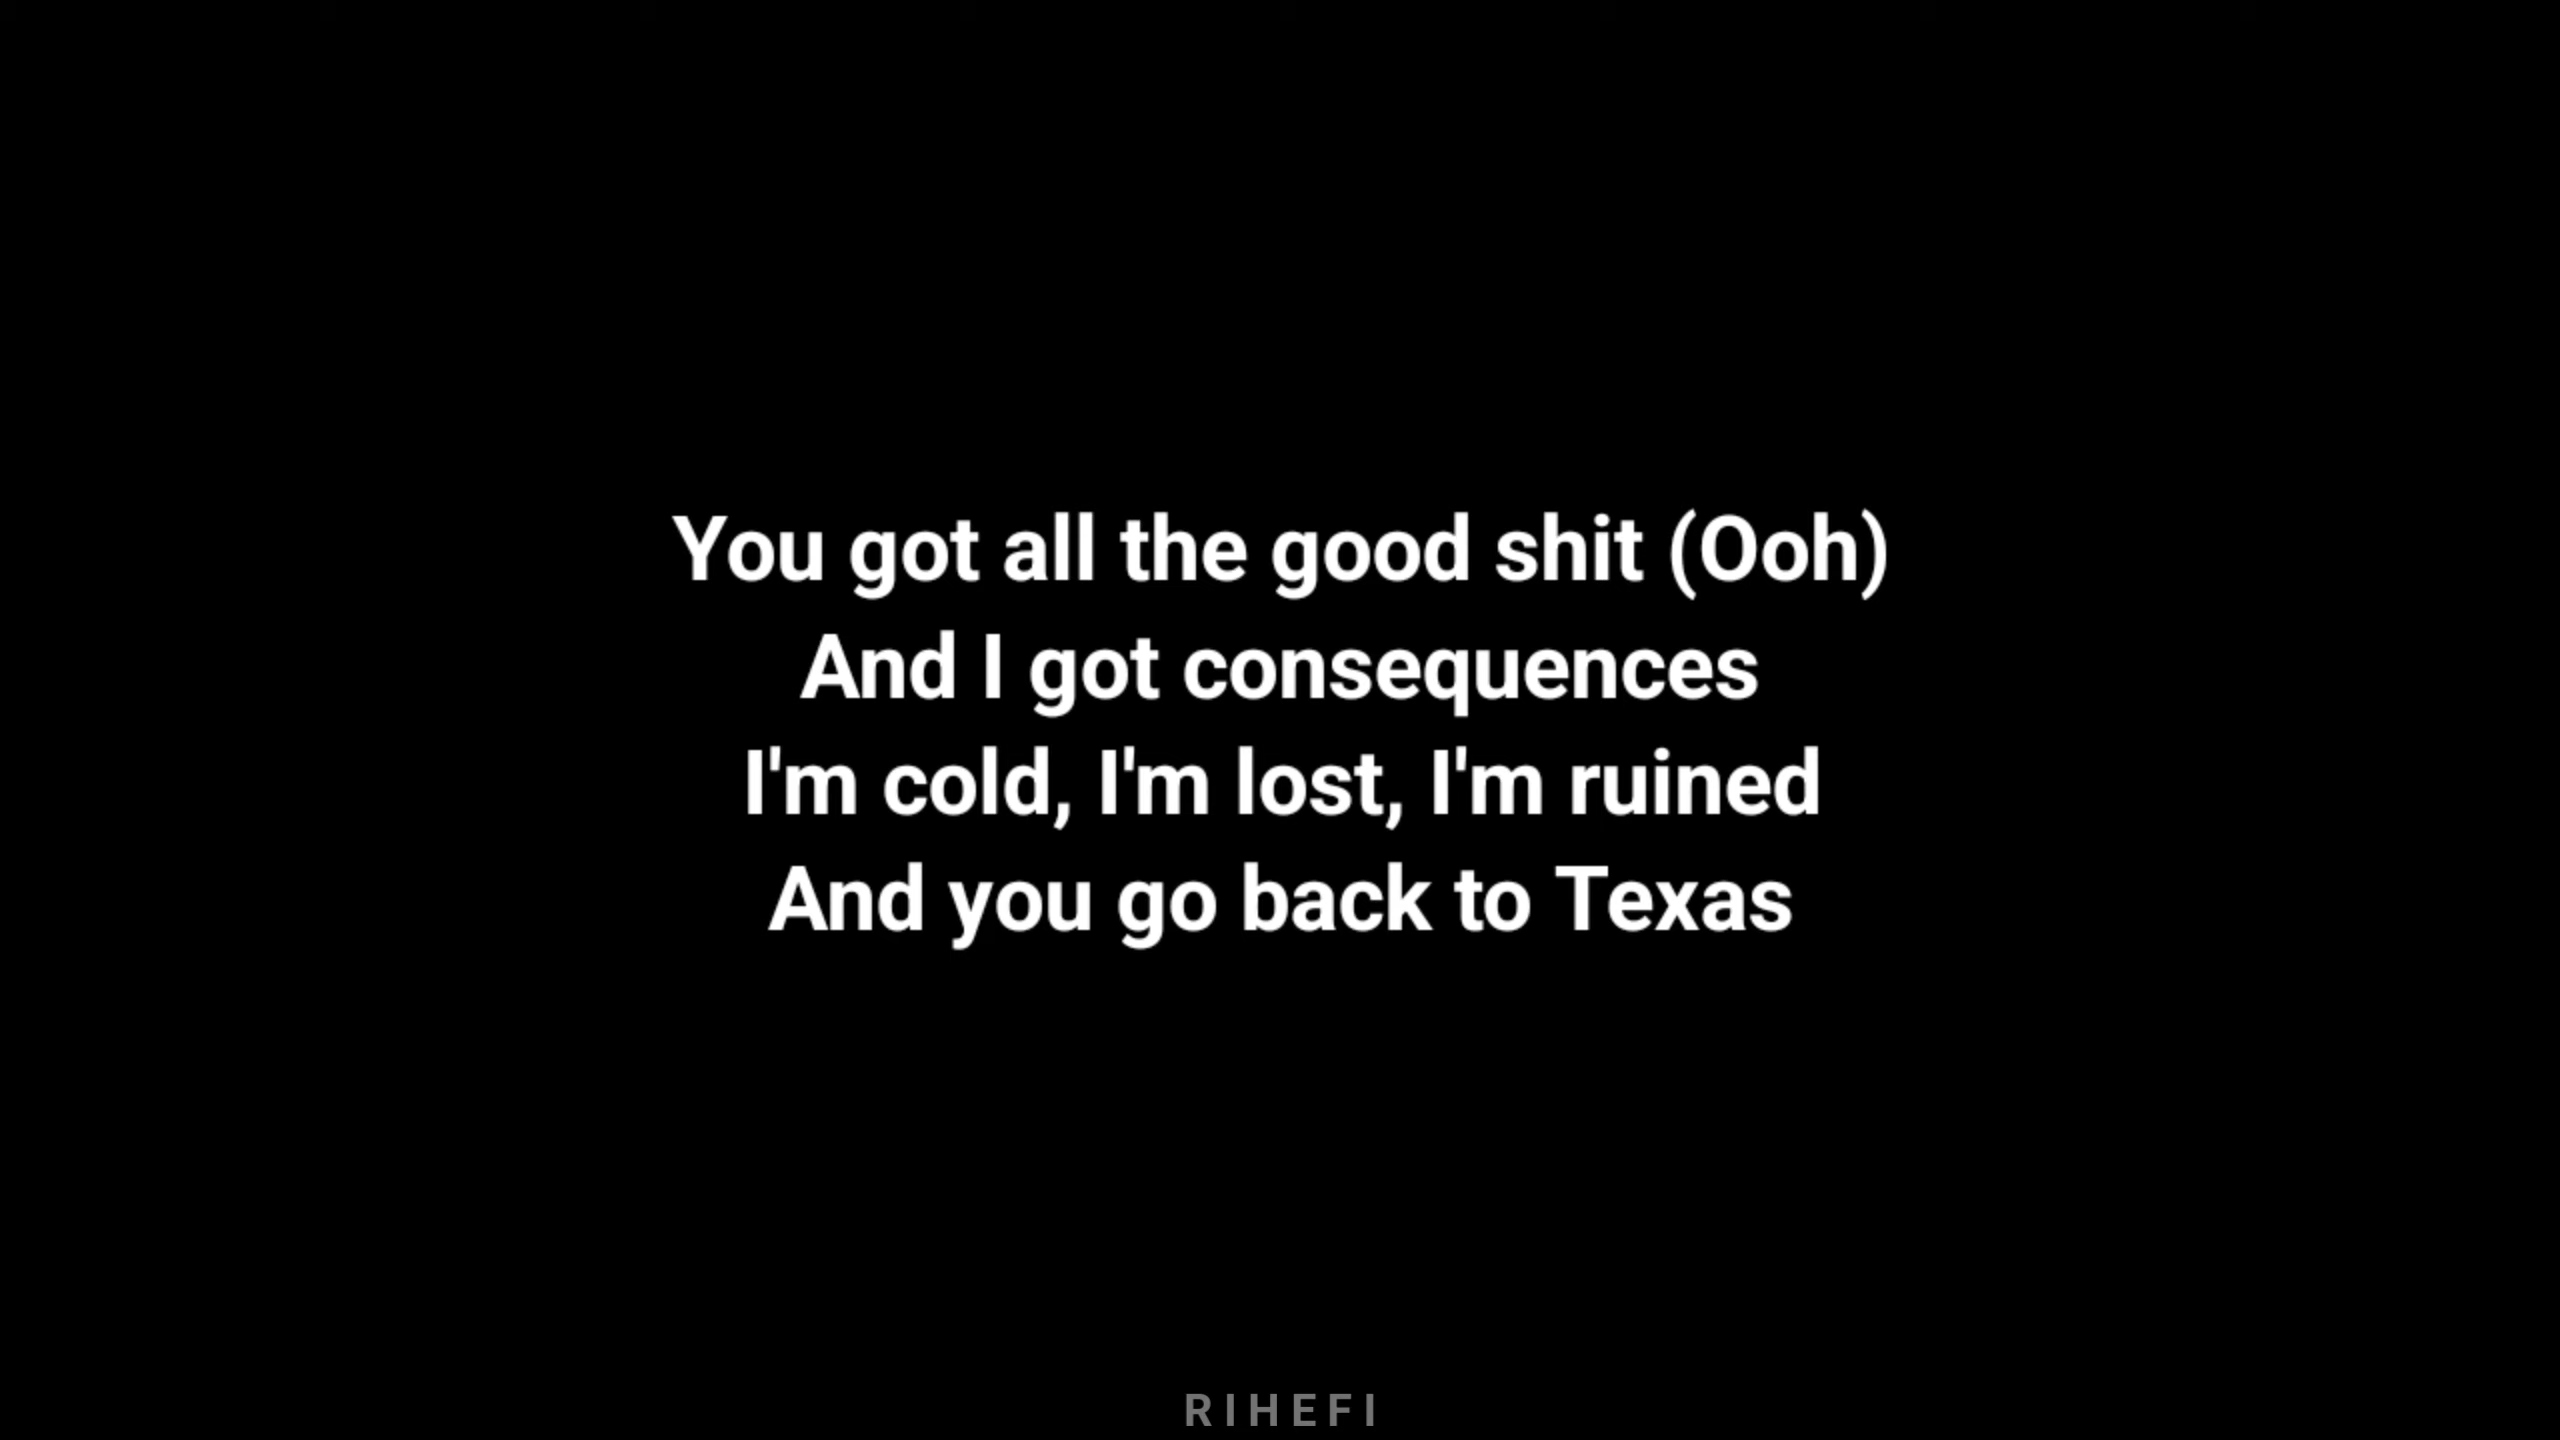 You got all the good shit (Ooh)
And I got consequences
I'm cold, I'm lost, I'm ruined
And you go back to Texas
RIHEFI